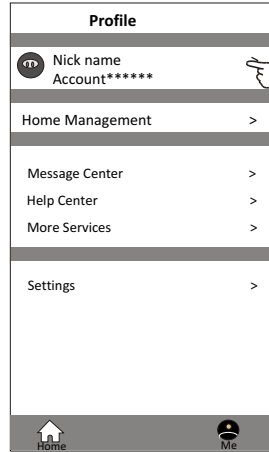 Profile
Nick name
Account******
Home Management >
Message Center >
Help Center >
More Services >
Settings >
Home Me